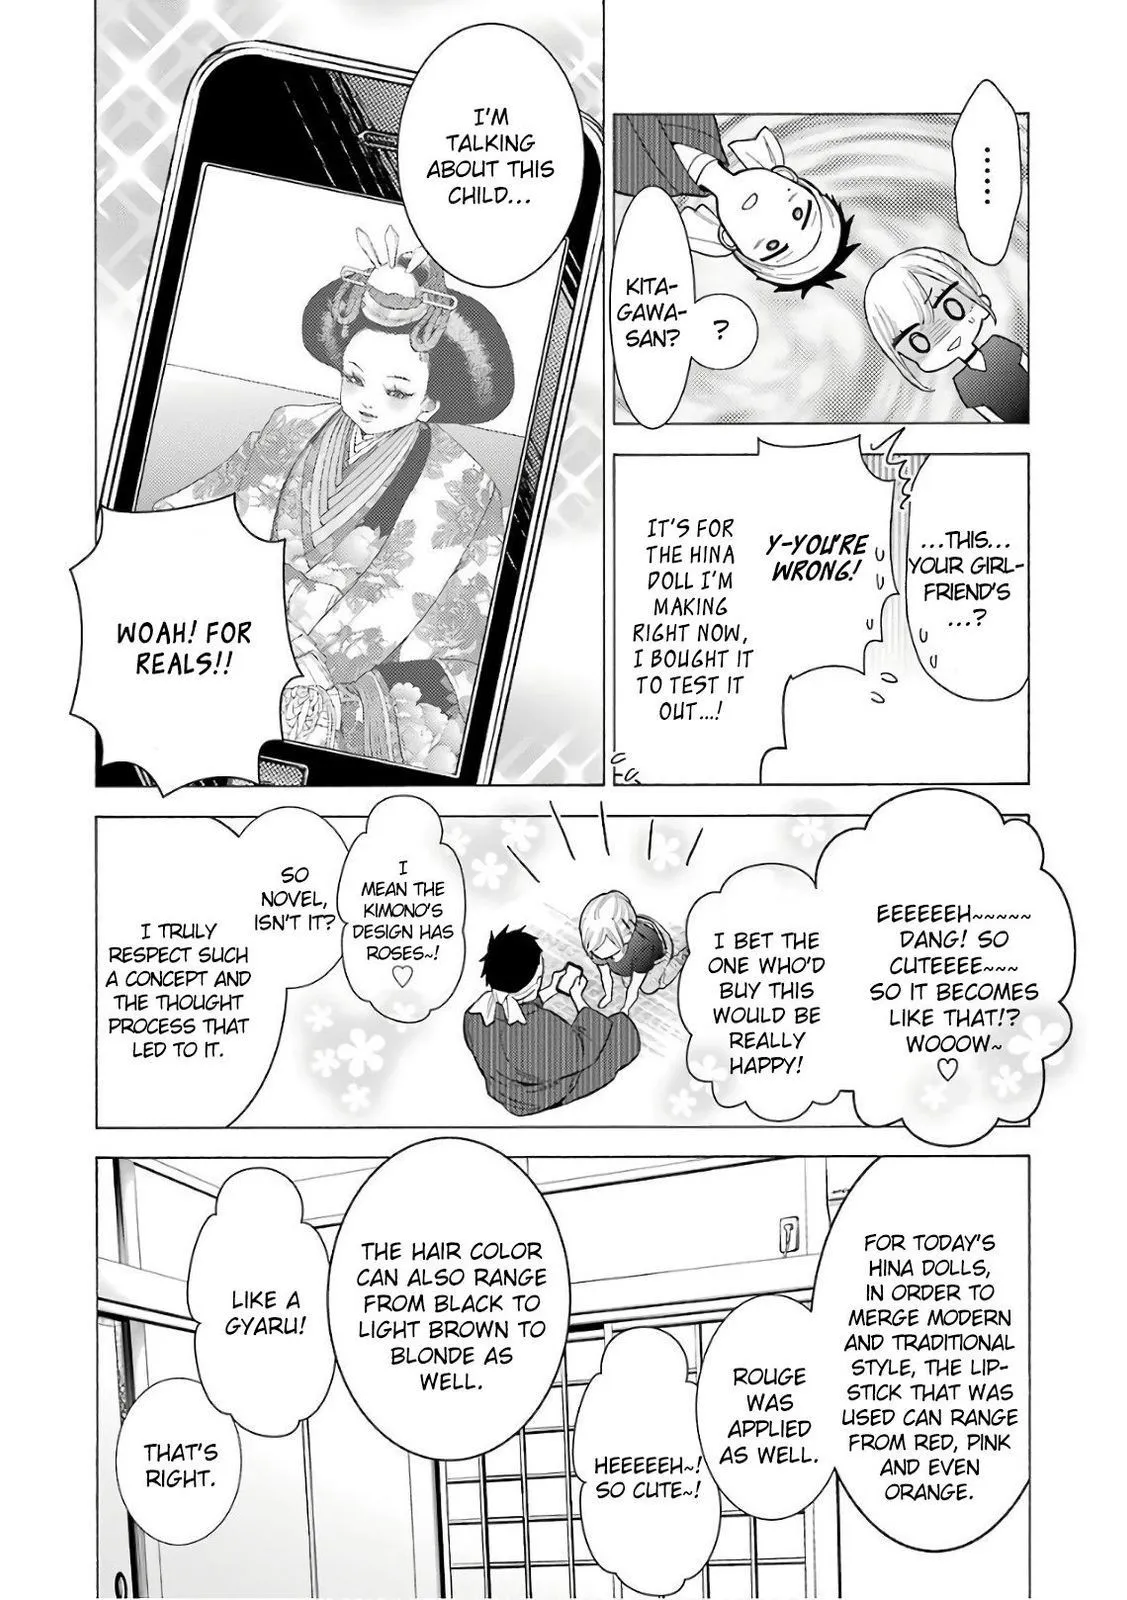 .........
KITA-
GAWA-
SAN?
?
...THIS...
YOUR GIRL-
FRIEND'S
...?
Y-YOU'RE
WRONG!
IT'S FOR
THE HINA
DOLL I'M
MAKING
RIGHT NOW,
I BOUGHT IT
TO TEST IT
OUT...!
I'M
TALKING
ABOUT THIS
CHILD...
WOAH! FOR
REALS!!
EEEEEEH~~~~~
DANG! SO
CUTEEEE~~~
SO IT BECOMES
LIKE THAT!?
WOOOW~
♡
I BET THE
ONE WHO'D
BUY THIS
WOULD BE
REALLY
HAPPY!
I
MEAN THE
KIMONO'S
DESIGN HAS
ROSES~!
♡
SO
NOVEL,
ISN'T IT?
I TRULY
RESPECT SUCH
A CONCEPT AND
THE THOUGHT
PROCESS THAT
LED TO IT.
FOR TODAY'S
HINA DOLLS,
IN ORDER TO
MERGE MODERN
AND TRADITIONAL
STYLE, THE LIP-
STICK THAT WAS
USED CAN RANGE
FROM RED, PINK
AND EVEN
ORANGE.
ROUGE
WAS
APPLIED
AS WELL.
HEEEEEH~!
SO CUTE~!
THE HAIR COLOR
CAN ALSO RANGE
FROM BLACK TO
LIGHT BROWN TO
BLONDE AS
WELL.
LIKE A
GYARU!
THAT'S
RIGHT.